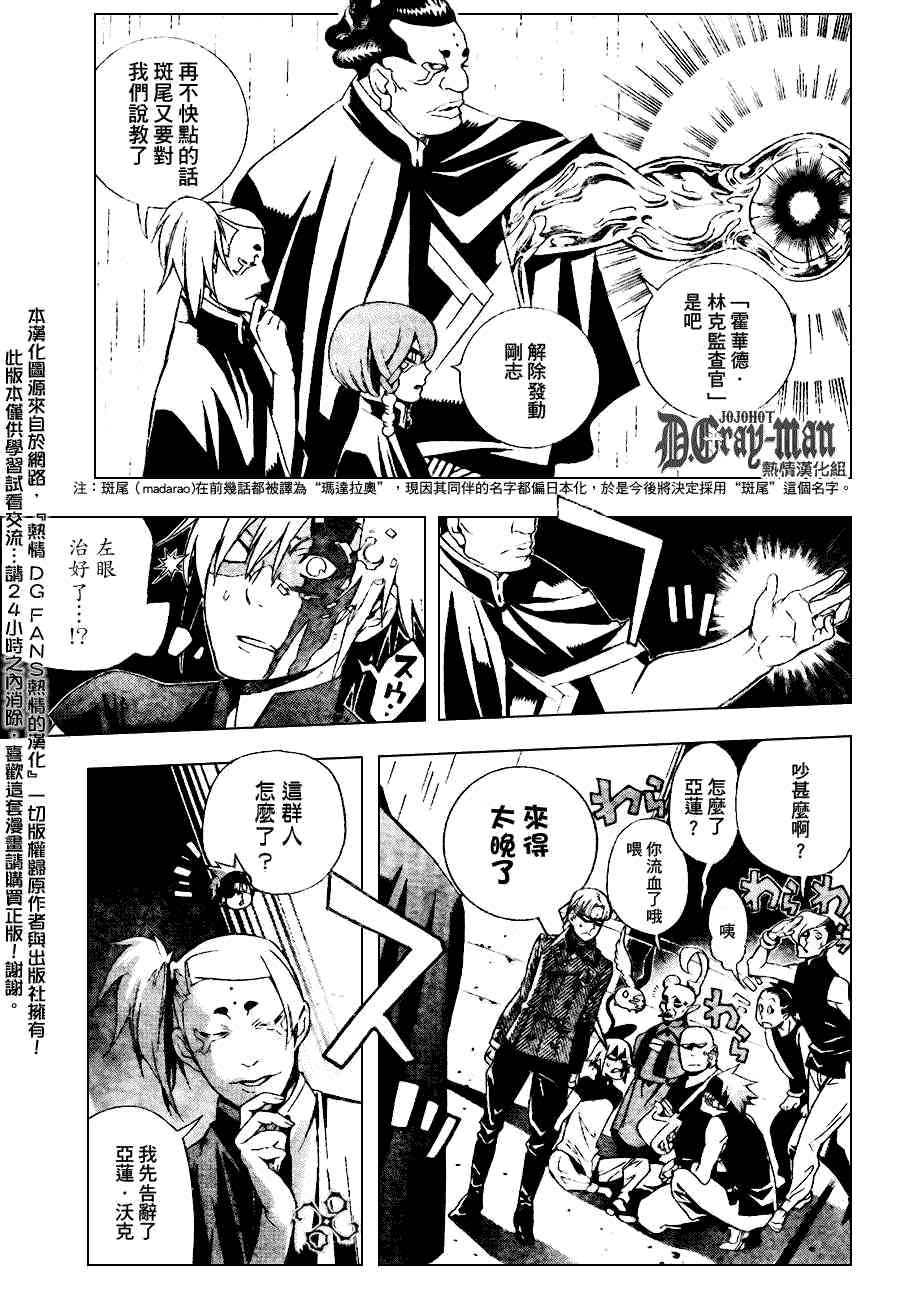 「霍華德．
林克監查官」
是吧
解除發動
剛志
再不快點的話
斑尾又要對
我們說教了
JOJOHOT
D.Gray-man
熱情漢化組
注：斑尾（madarao)在前幾話都被譯為“瑪達拉奧”，現因其同伴的名字都偏日本化，於是今後將決定採用“斑尾”這個名字。
左眼
治好
了…
…!?
スゥ
吵甚麼啊？
怎麼了
亞蓮？
你流血了哦
喂
咦
わら
わら
わら
わら
來得
太晚了
這群人
怎麼了？
我先告辭了
亞蓮．沃克
本漢化圖源來自於網路，『熱情DG FANS熱情的漢化』一切版權歸原作者與出版社擁有！
此版本僅供學習試看交流…請24小時之內消除．喜歡這套漫畫請購買正版！謝謝。